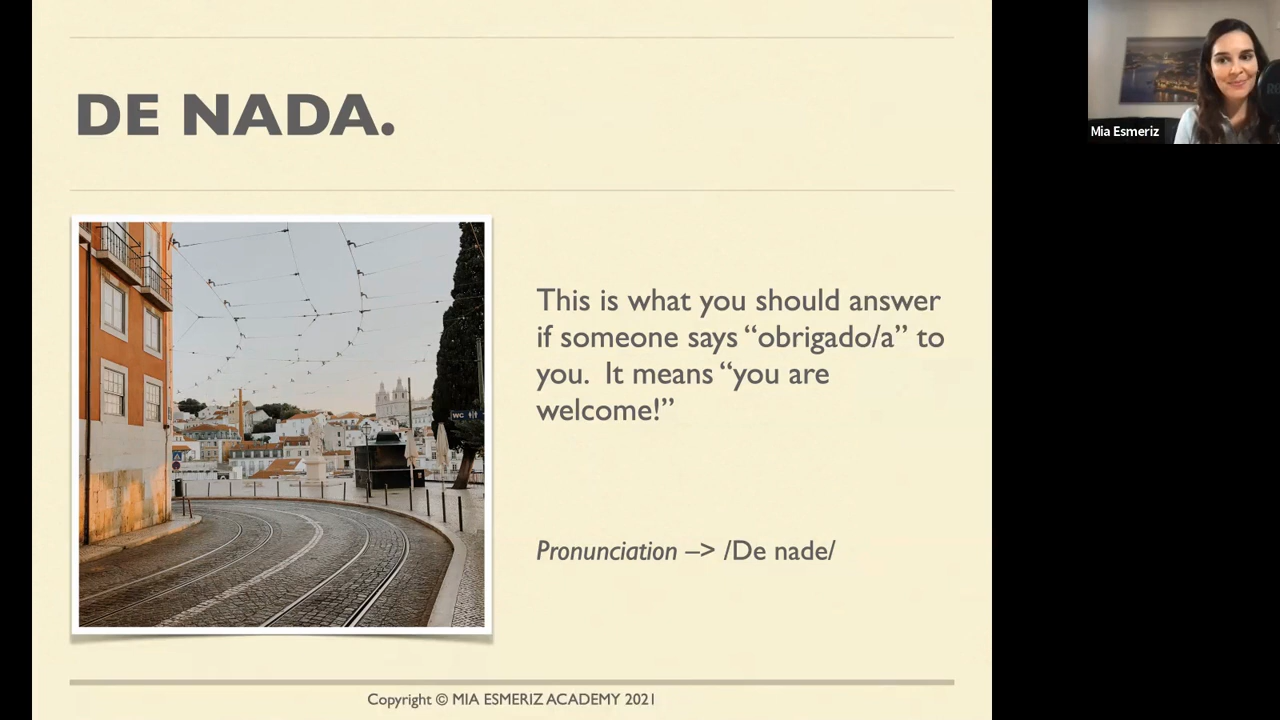 DE NADA.
Mia Esmeriz
This is what you should answer
if someone says “obrigado/a” to
you.  It means “you are
welcome!”
WC
Pronunciation –> /De nade/
Copyright © MIA ESMERIZ ACADEMY 2021